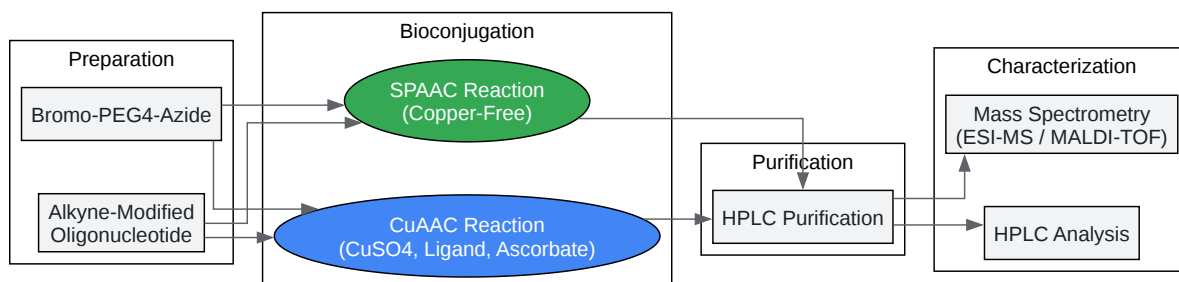 Preparation
Bromo-PEG4-Azide
Alkyne-Modified
Oligonucleotide
Bioconjugation
SPAAC Reaction
(Copper-Free)
CuAAC Reaction
(CuSO4, Ligand, Ascorbate)
Purification
HPLC Purification
Characterization
Mass Spectrometry
(ESI-MS / MALDI-TOF)
HPLC Analysis